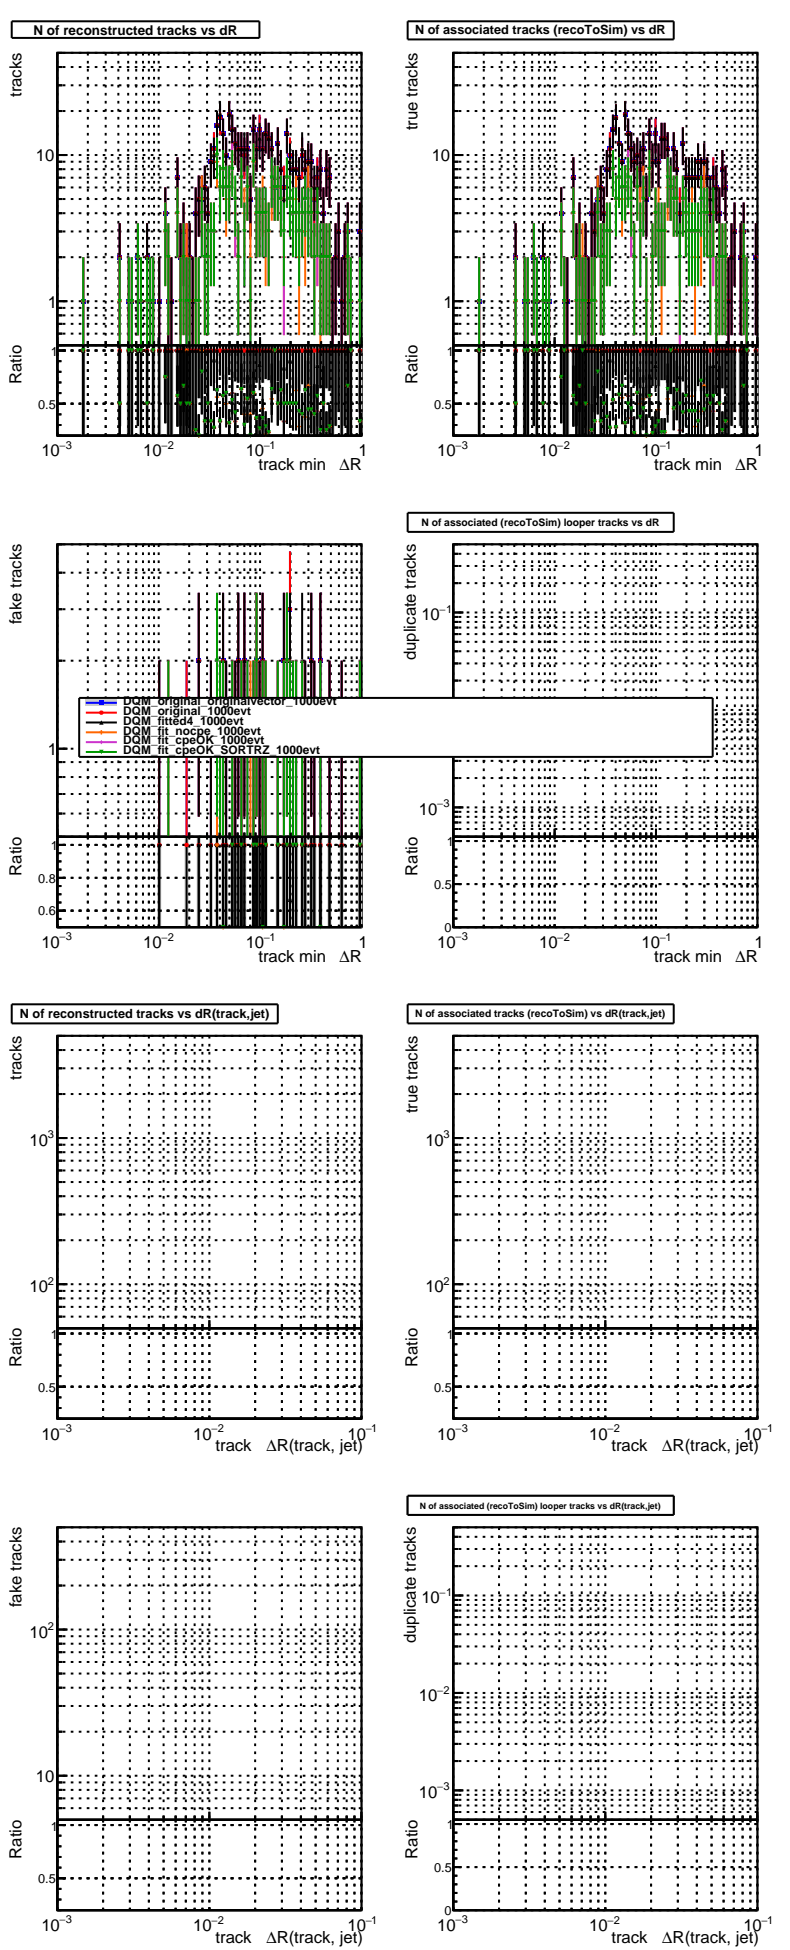 N of reconstructed tracks vs dR
tracks
10
1
Ratio
1
0.5
10⁻³ 10⁻² 10⁻¹ 1
track min ΔR
N of associated tracks (recoToSim) vs dR
true tracks
10
1
Ratio
1
0.5
10⁻³ 10⁻² 10⁻¹ 1
track min ΔR
fake tracks
1
Ratio
1
0.8
0.6
10⁻³ 10⁻² 10⁻¹ 1
track min ΔR
N of associated (recoToSim) looper tracks vs dR
duplicate tracks
10⁻¹
10⁻³
Ratio
1
0.5
0
10⁻³ 10⁻² 10⁻¹ 1
track min ΔR
DQM_original_originalvector_1000evt
DQM_original_1000evt
DQM_fitted4_1000evt
DQM_fit_nocpe_1000evt
DQM_fit_cpeOK_1000evt
DQM_fit_cpeOK_SORTRZ_1000evt
N of reconstructed tracks vs dR(track,jet)
tracks
10³
10²
Ratio
1
0.5
10⁻³ 10⁻² 10⁻¹
track ΔR(track, jet)
N of associated tracks (recoToSim) vs dR(track,jet)
true tracks
10³
10²
Ratio
1
0.5
10⁻³ 10⁻² 10⁻¹
track ΔR(track, jet)
fake tracks
10²
10
Ratio
1
0.5
10⁻³ 10⁻² 10⁻¹
track ΔR(track, jet)
N of associated (recoToSim) looper tracks vs dR(track,jet)
duplicate tracks
10⁻¹
10⁻²
10⁻³
Ratio
1
0.5
0
10⁻³ 10⁻² 10⁻¹
track ΔR(track, jet)